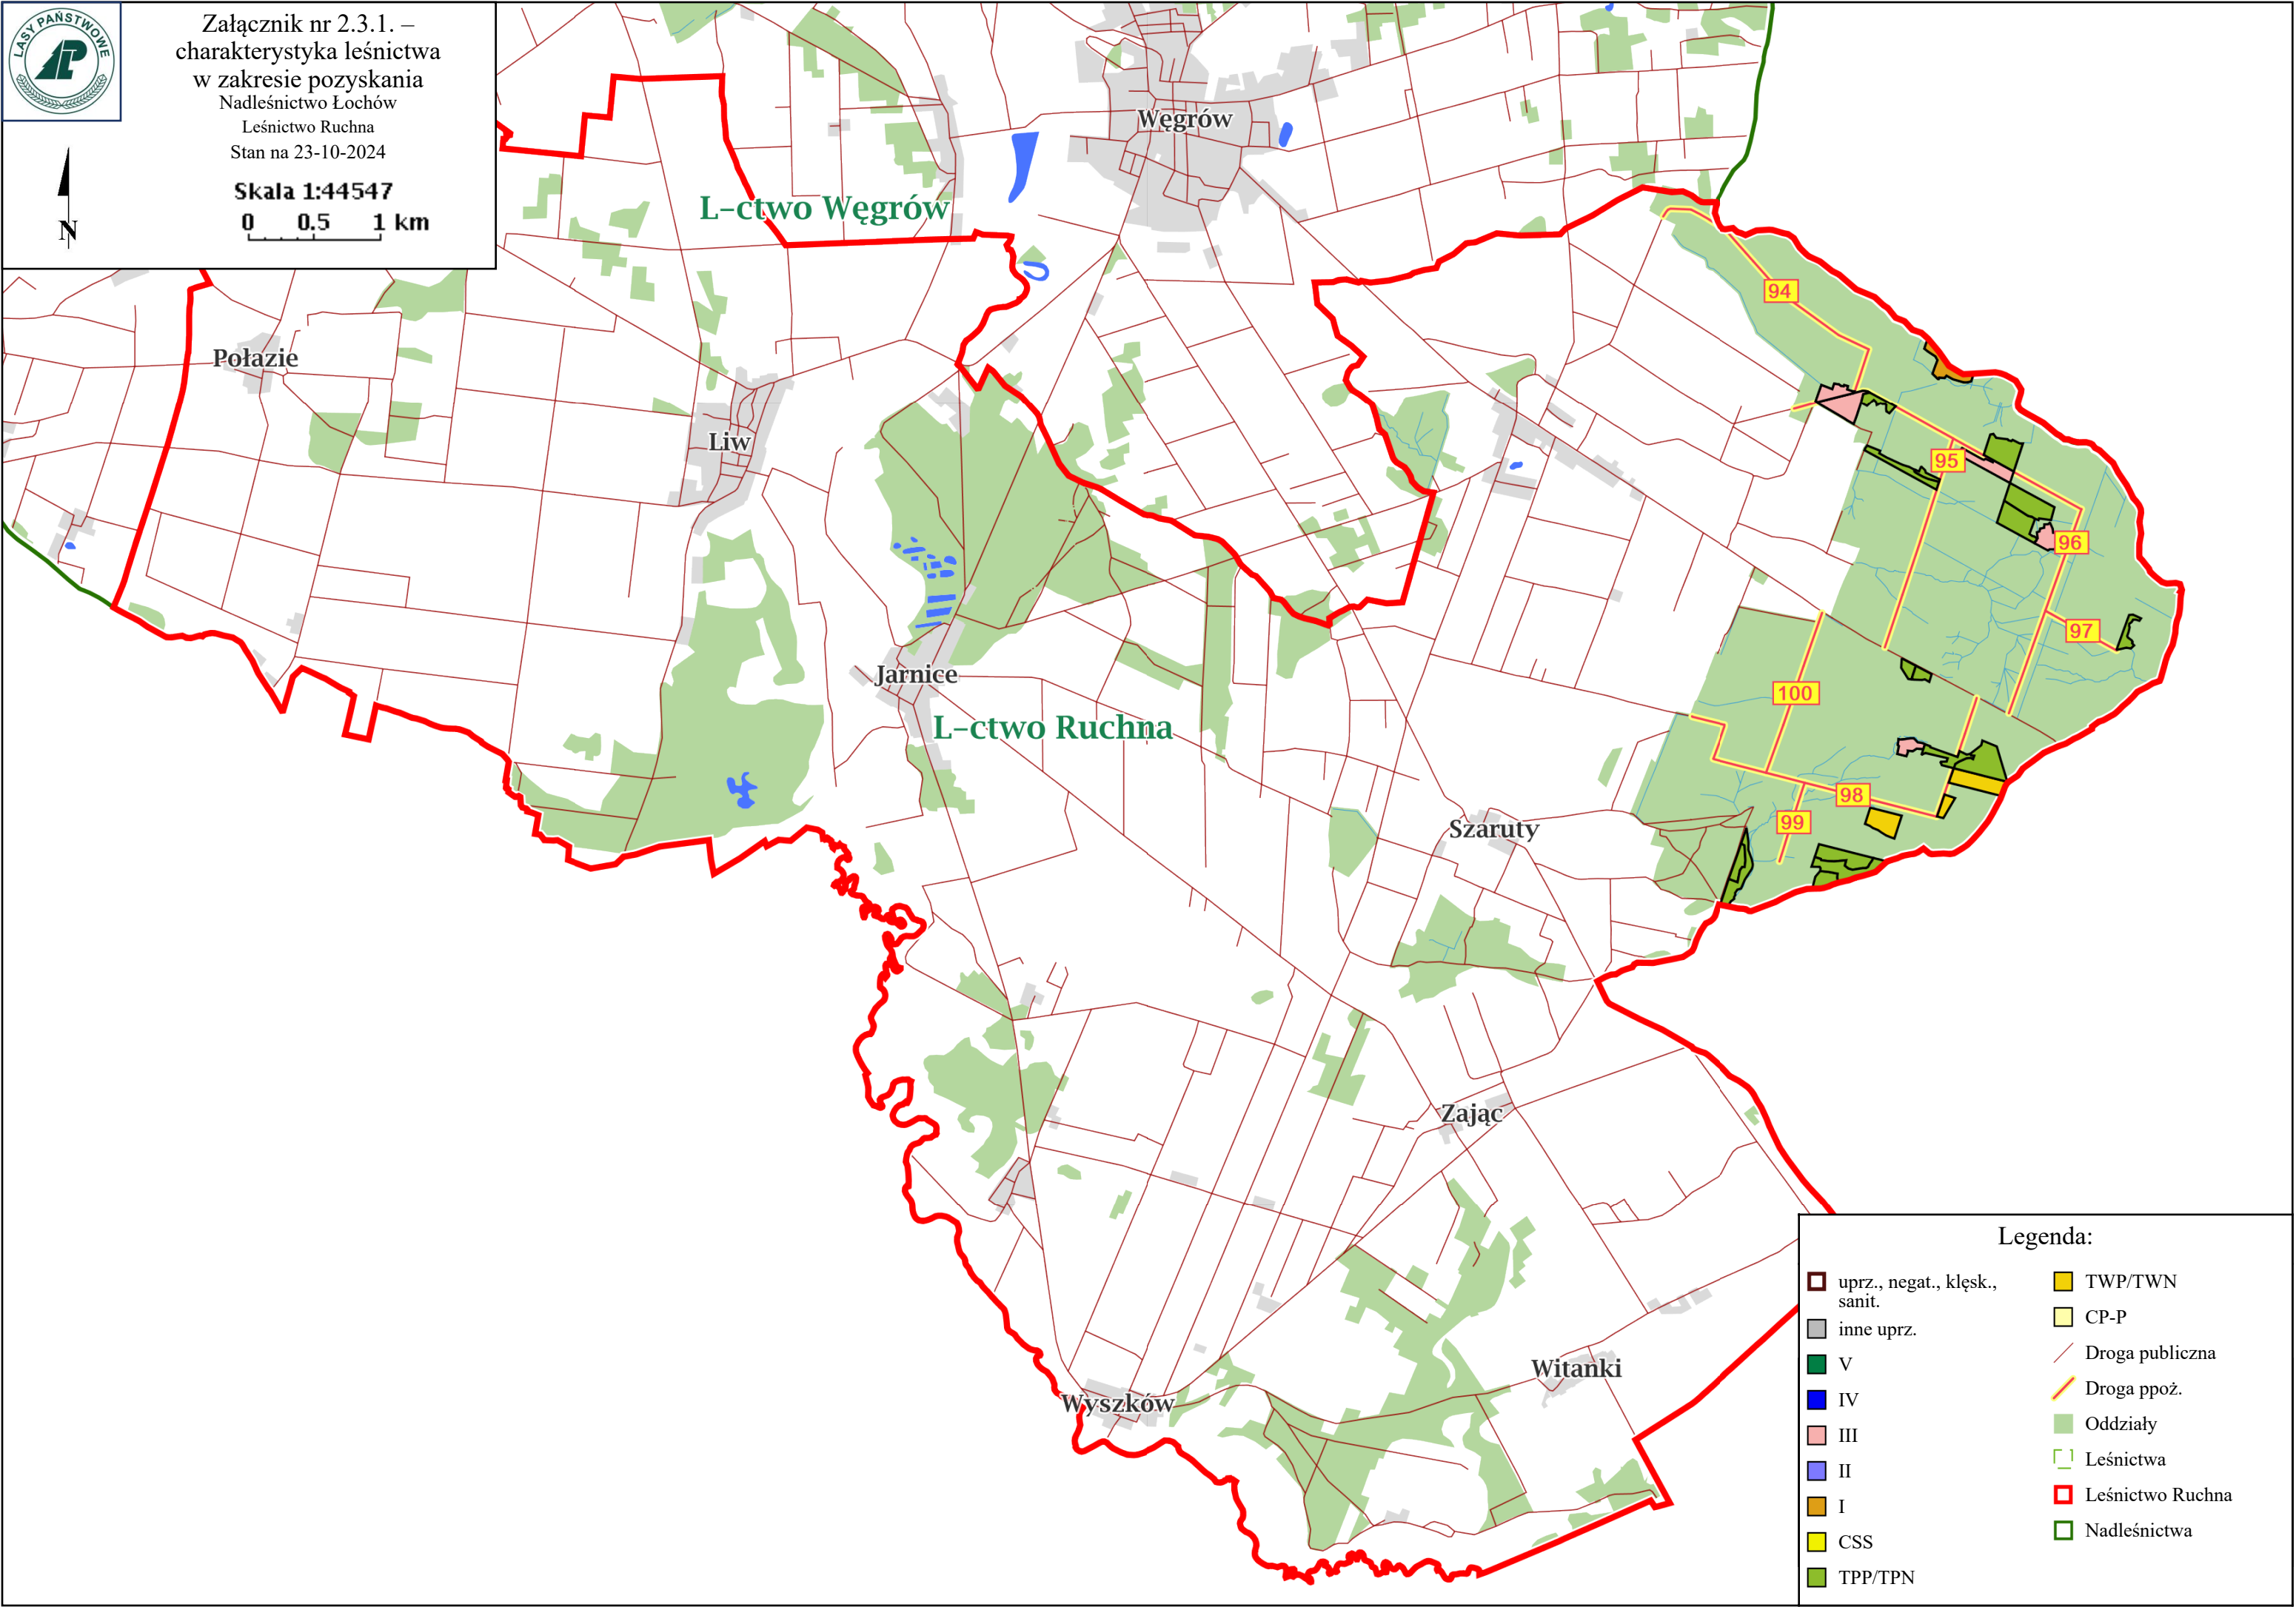 LASY PAŃSTWOWE
LP
Załącznik nr 2.3.1. –
charakterystyka leśnictwa
w zakresie pozyskania
Nadleśnictwo Łochów
Leśnictwo Ruchna
Stan na 23-10-2024
Skala 1:44547
0 0.5 1 km
N
Węgrów
L-ctwo Węgrów
94
Połazie
Liw
95
96
97
Jarnice
100
L-ctwo Ruchna
98
99
Szaruty
Zając
Witanki
Wyszków
Legenda:
uprz., negat., klęsk.,
sanit.
inne uprz.
V
IV
III
II
I
CSS
TPP/TPN
TWP/TWN
CP-P
Droga publiczna
Droga ppoż.
Oddziały
Leśnictwa
Leśnictwo Ruchna
Nadleśnictwa